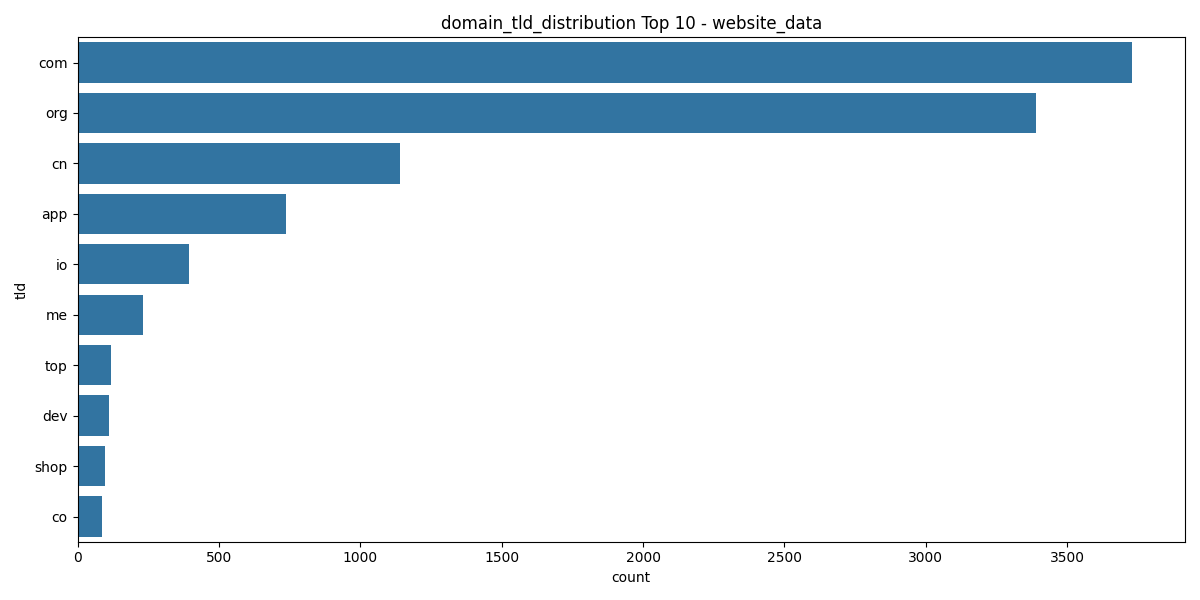 domain_tld_distribution Top 10 - website_data
com
org
cn
app
io
me
top
dev
shop
co
tld
0 500 1000 1500 2000 2500 3000 3500
count